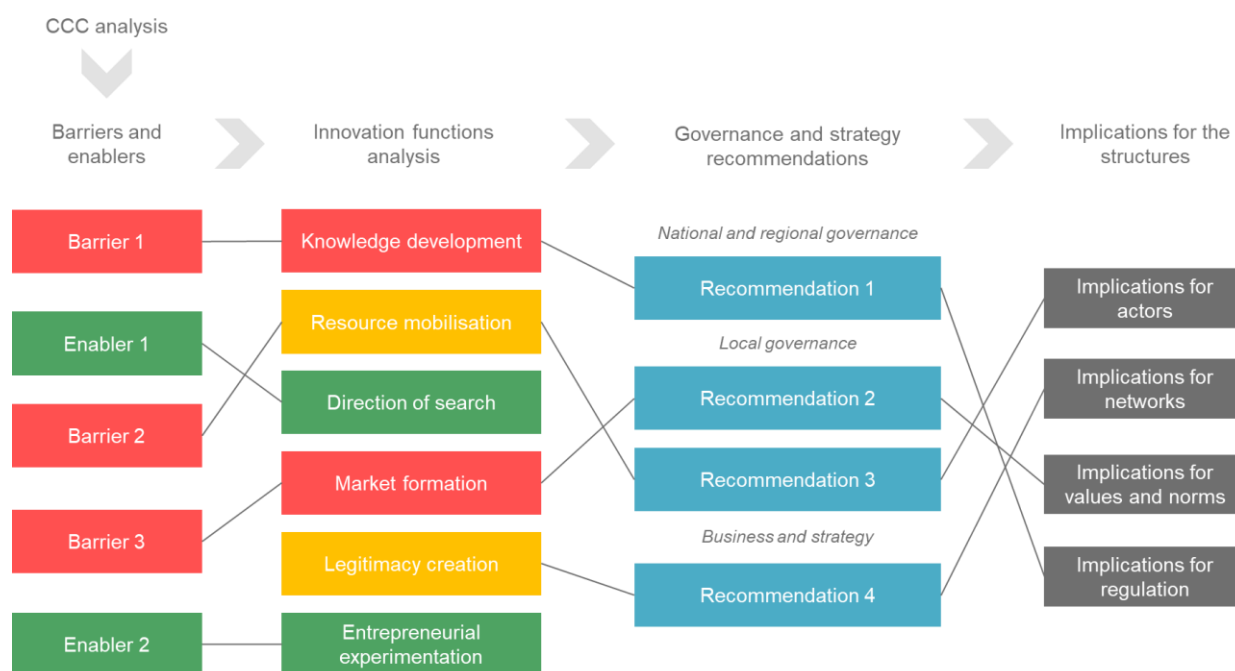 CCC analysis
Barriers and
enablers
Innovation functions
analysis
Governance and strategy
recommendations
Implications for the
structures
Barrier 1
Enabler 1
Barrier 2
Barrier 3
Enabler 2
Knowledge development
Resource mobilisation
Direction of search
Market formation
Legitimacy creation
Entrepreneurial
experimentation
National and regional governance
Recommendation 1
Local governance
Recommendation 2
Recommendation 3
Business and strategy
Recommendation 4
Implications for
actors
Implications for
networks
Implications for
values and norms
Implications for
regulation